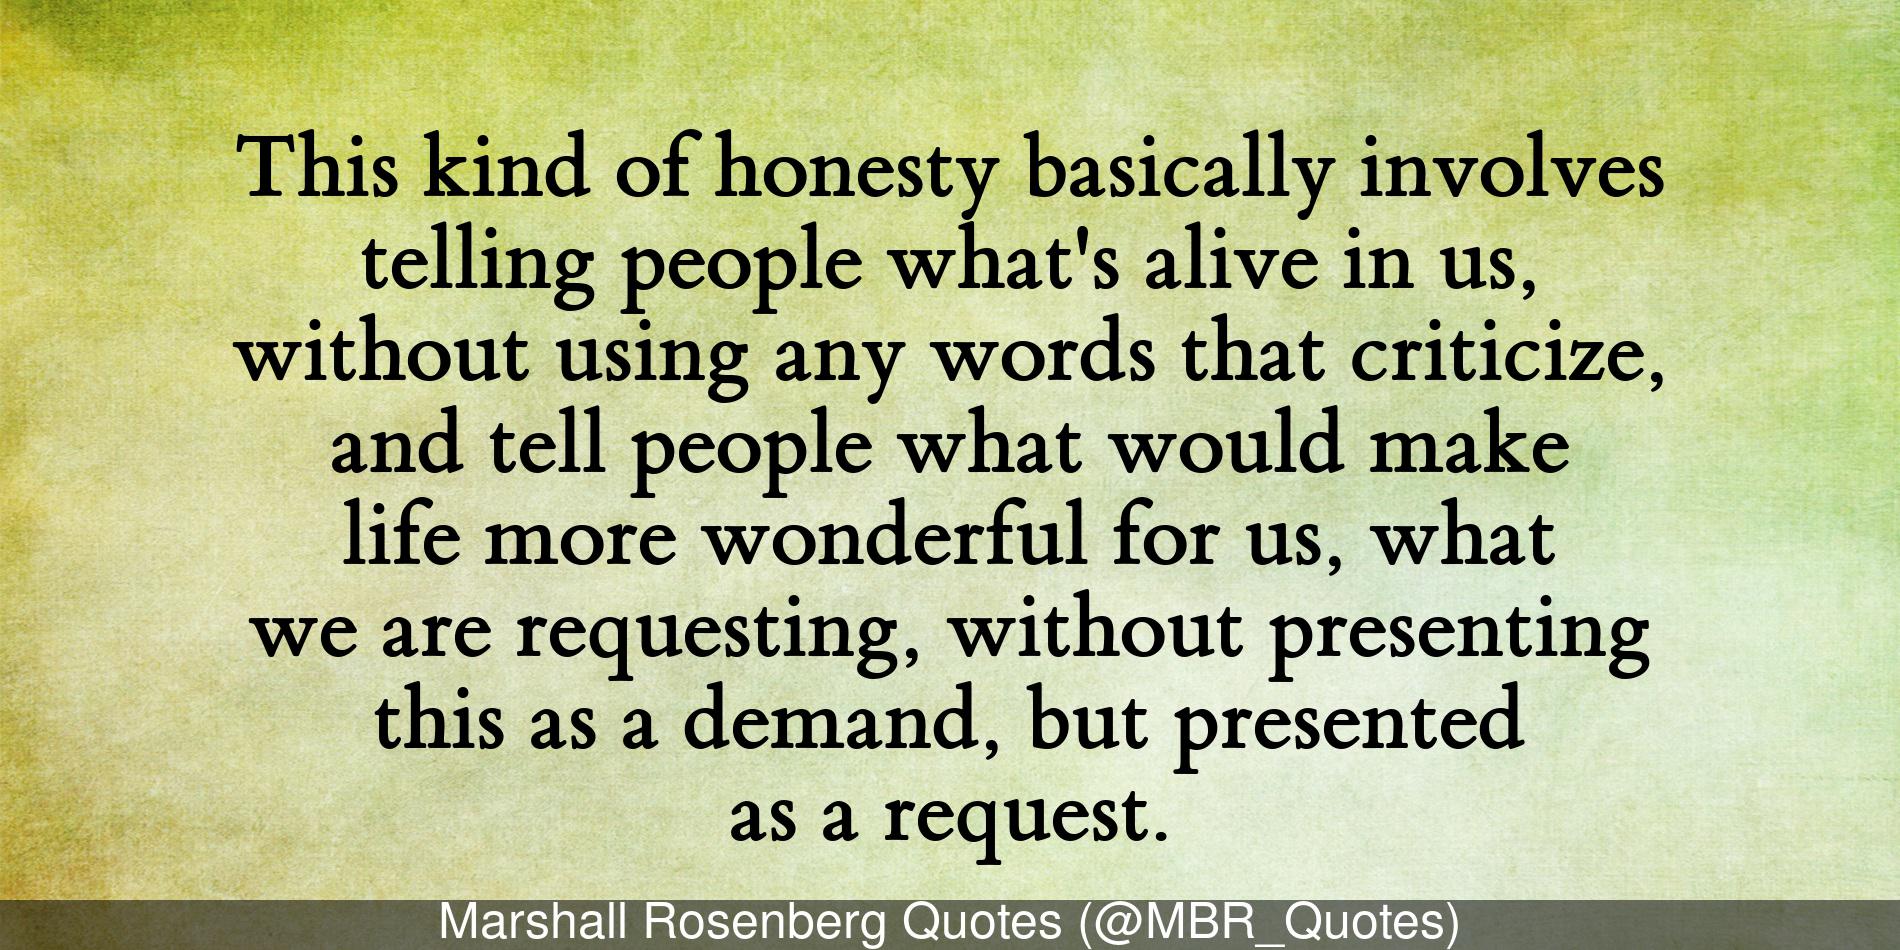 This kind of honesty basically involves
telling people what's alive in us,
without using any words that criticize,
and tell people what would make
life more wonderful for us, what
we are requesting, without presenting
this as a demand, but presented
as a request.
Marshall Rosenberg Quotes (@MBR_Quotes)